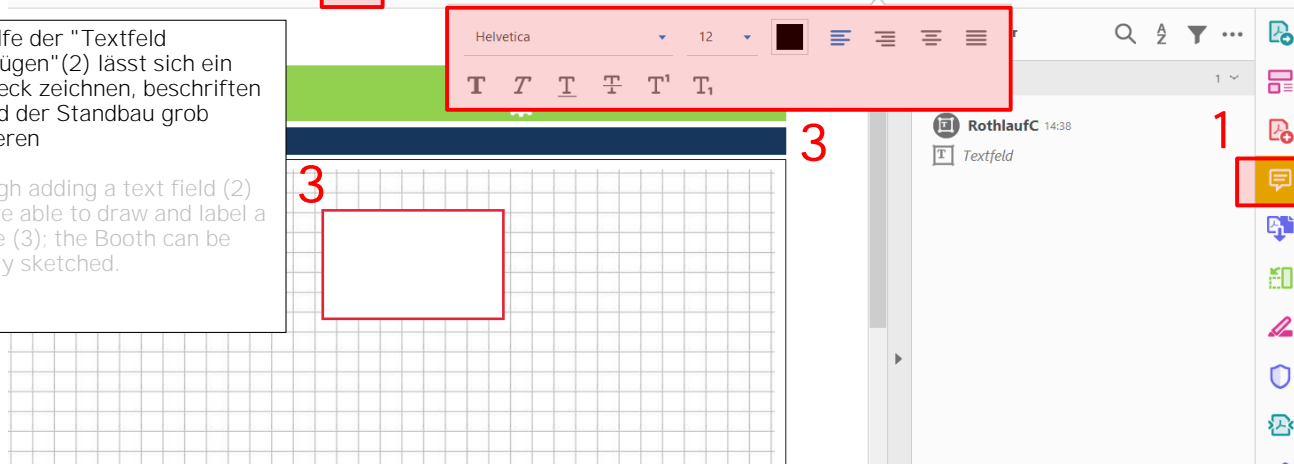 Helvetica
12
T T T T T¹ T₁
lfe der "Textfeld
ügen"(2) lässt sich ein
eck zeichnen, beschriften
d der Standbau grob
eren
gh adding a text field (2)
e able to draw and label a
e (3); the Booth can be
y sketched.
3
3
1 
RothlaufC 14:38
T Textfeld
1